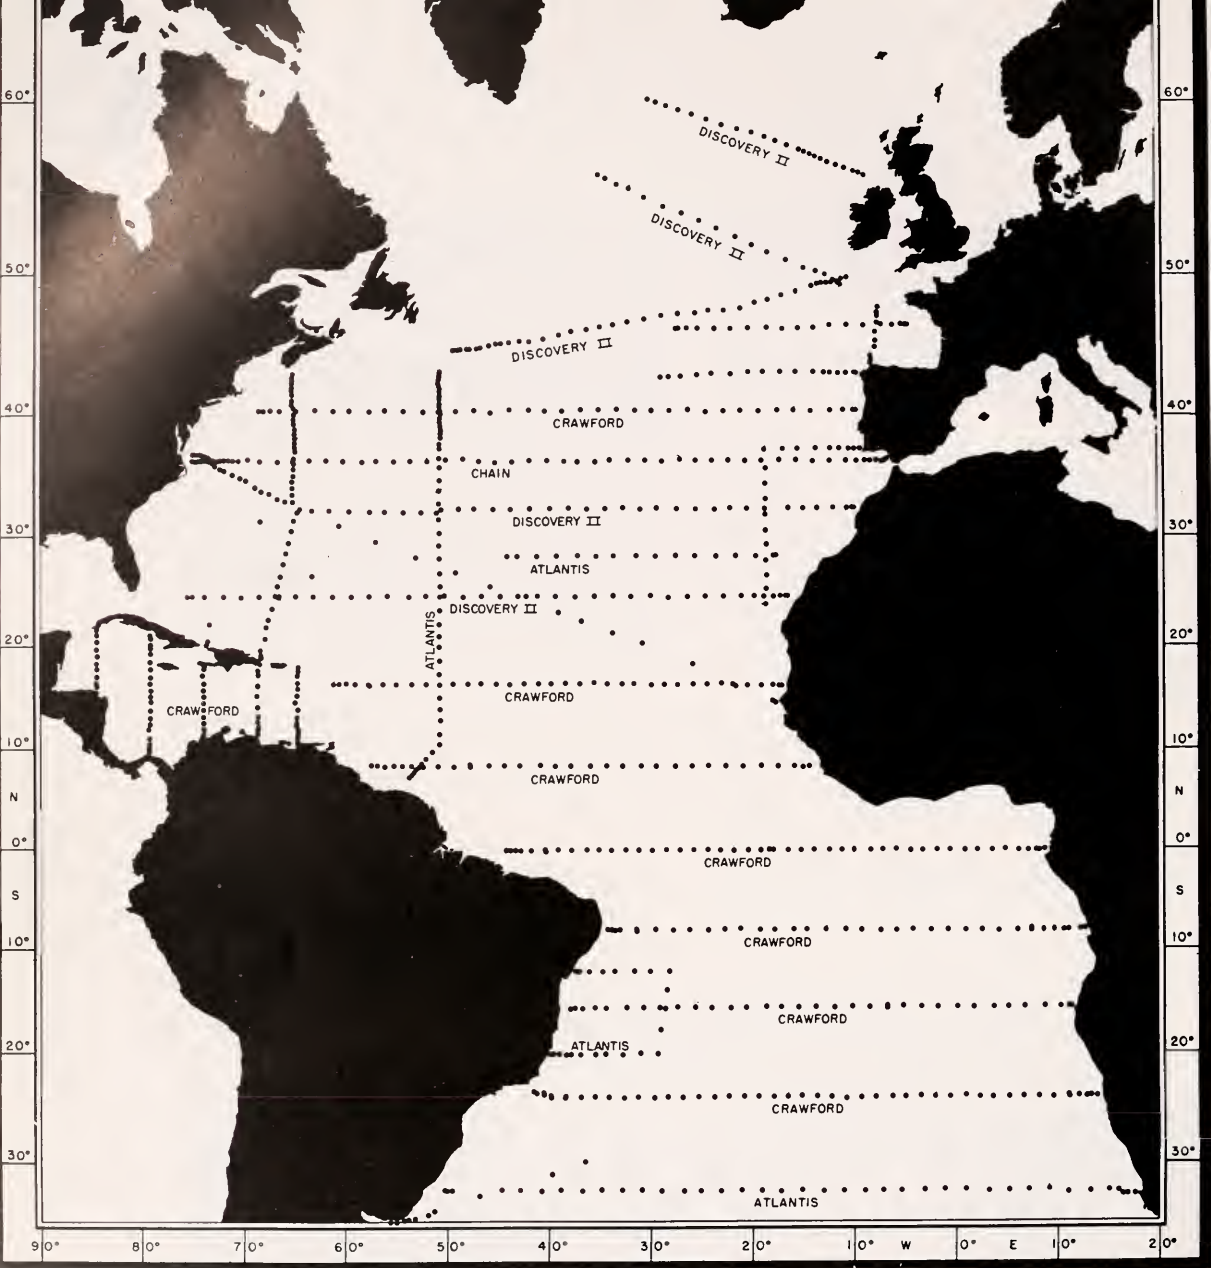 60° 60°
DISCOVERY II
DISCOVERY II
50° 50°
DISCOVERY II
40° 40°
CRAWFORD
CHAIN
DISCOVERY II
30° 30°
ATLANTIS
DISCOVERY II
ATLANTIS
20° 20°
CRAWFORD
CRAWFORD
10° 10°
CRAWFORD
N N
0° 0°
CRAWFORD
S S
10° 10°
CRAWFORD
CRAWFORD
ATLANTIS
20° 20°
CRAWFORD
30° 30°
ATLANTIS
90° 80° 70° 60° 50° 40° 30° 20° 10° W 0° E 10° 20°